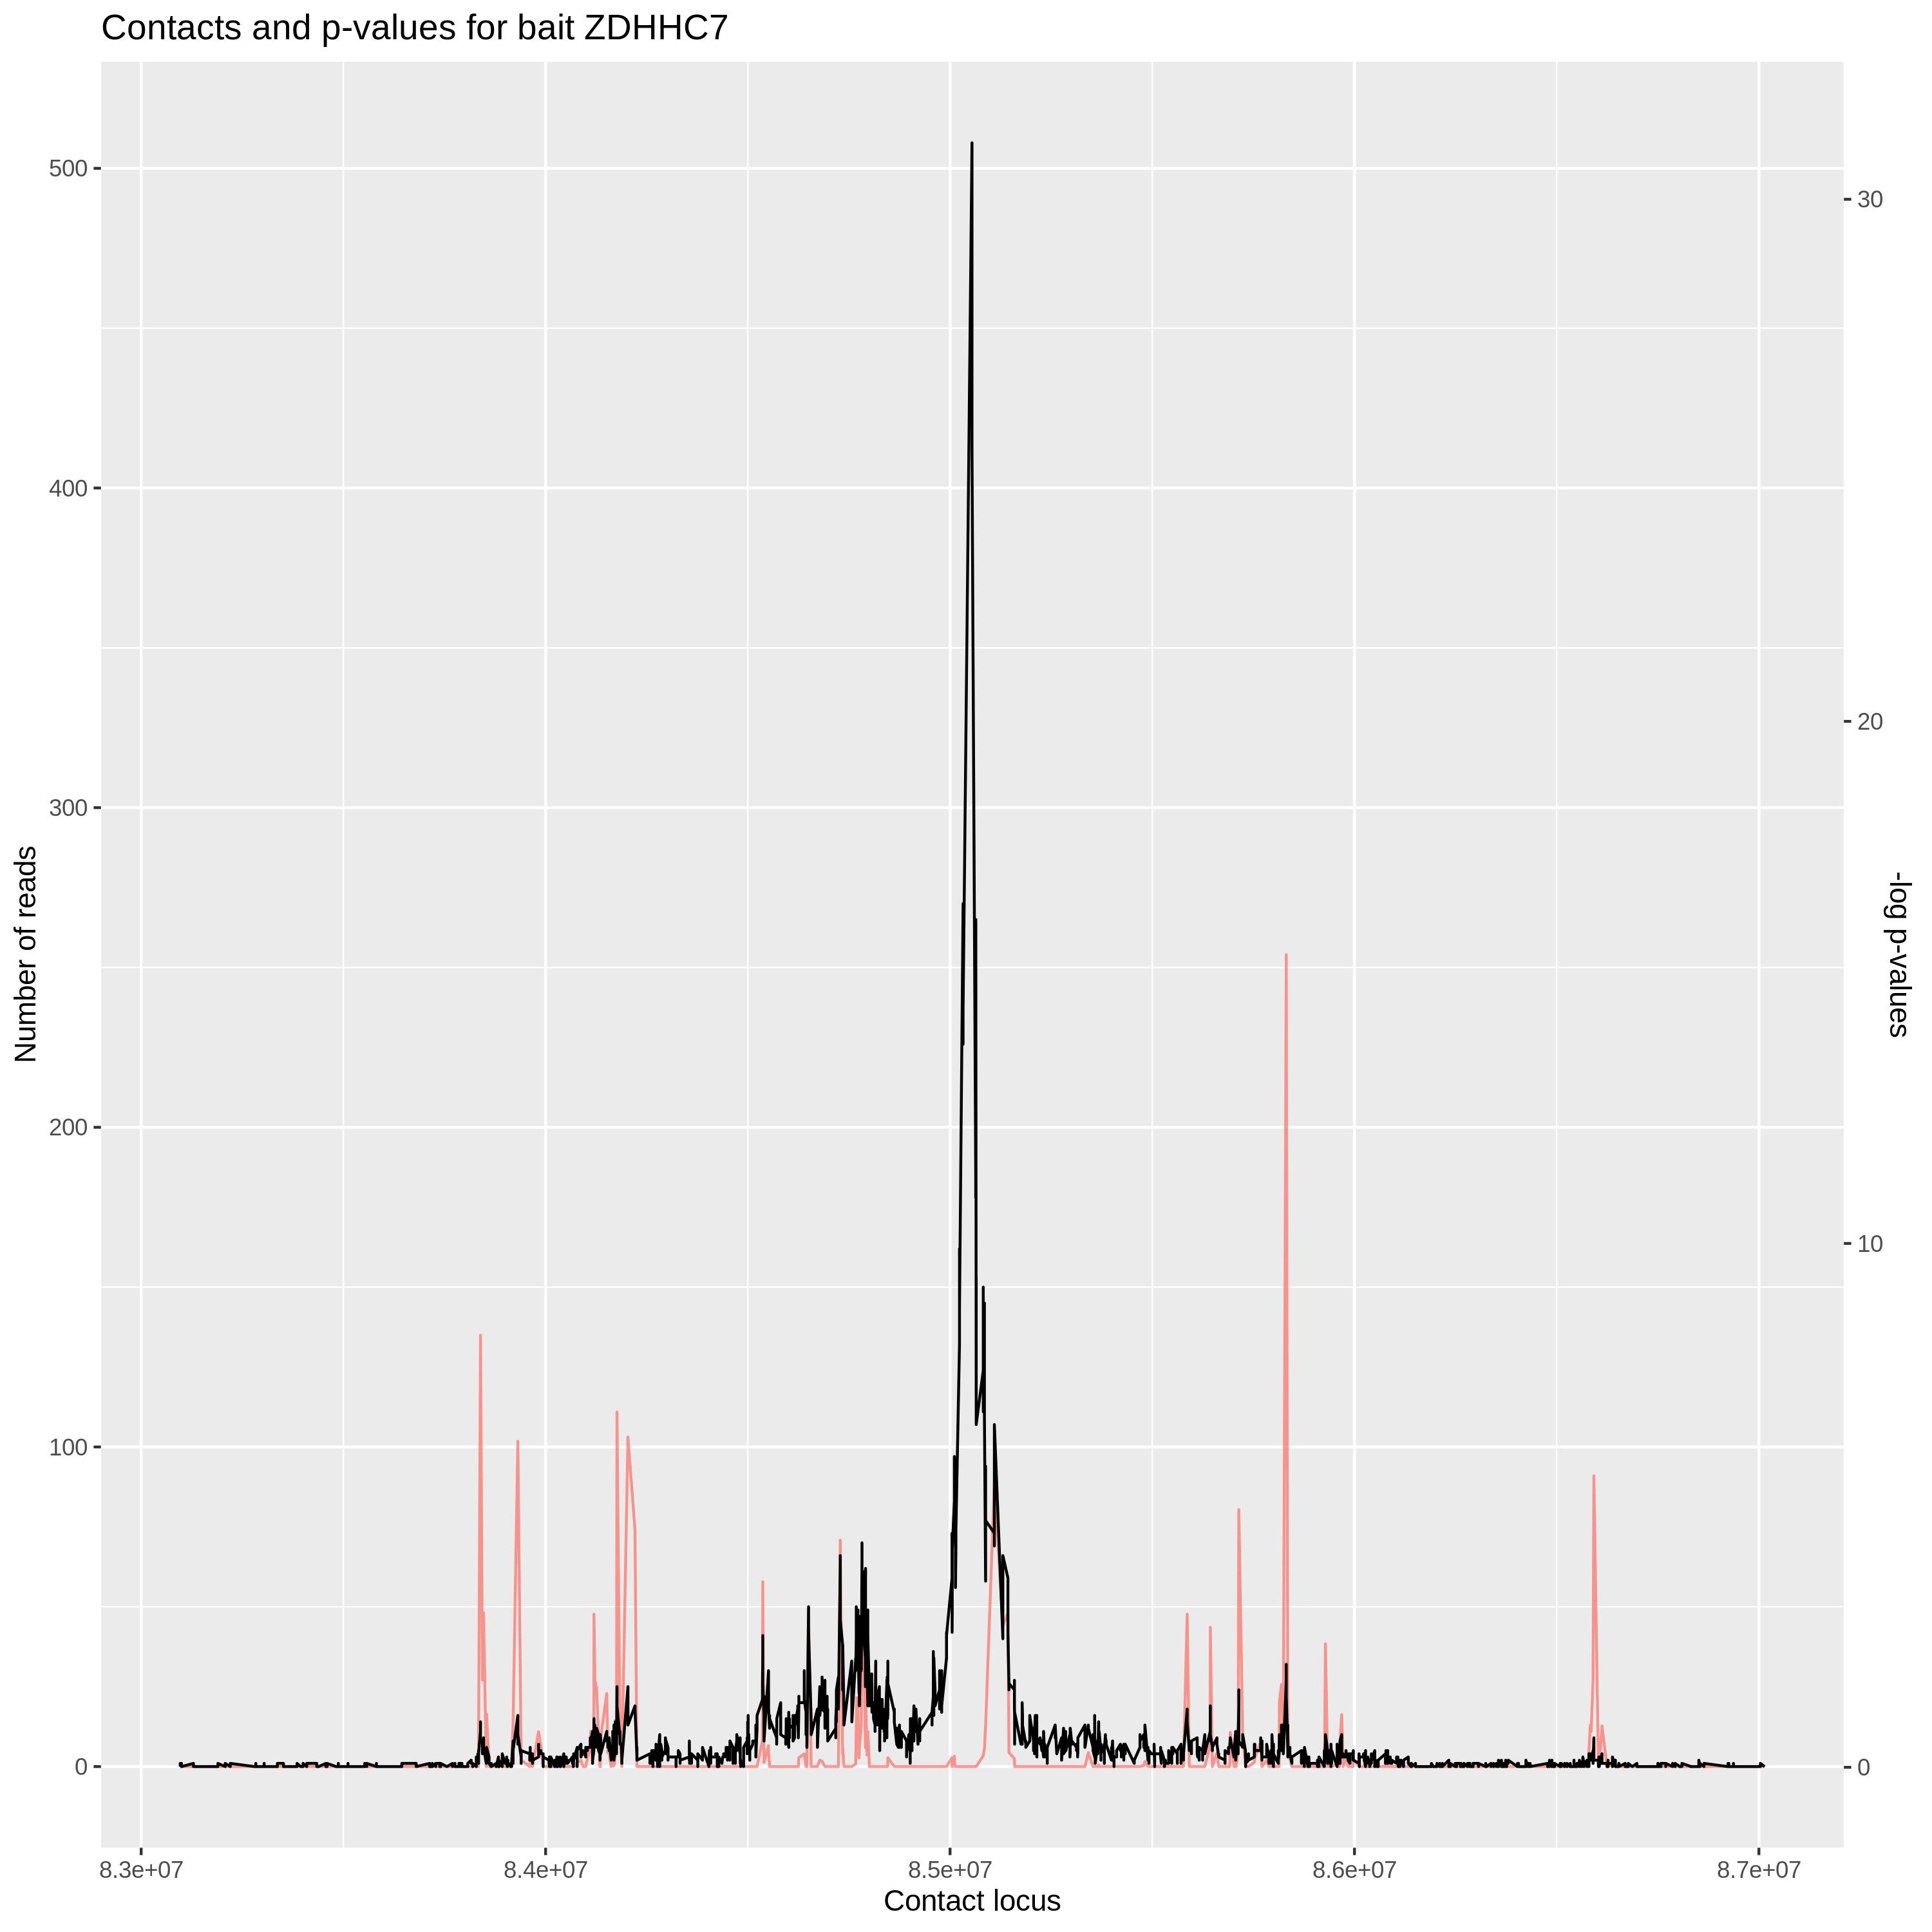 Contacts and p-values for bait ZDHHC7
500
400
300
200
100
0
Number of reads
30
20
10
0
-log p-values
8.3e+07
8.4e+07
8.5e+07
8.6e+07
8.7e+07
Contact locus